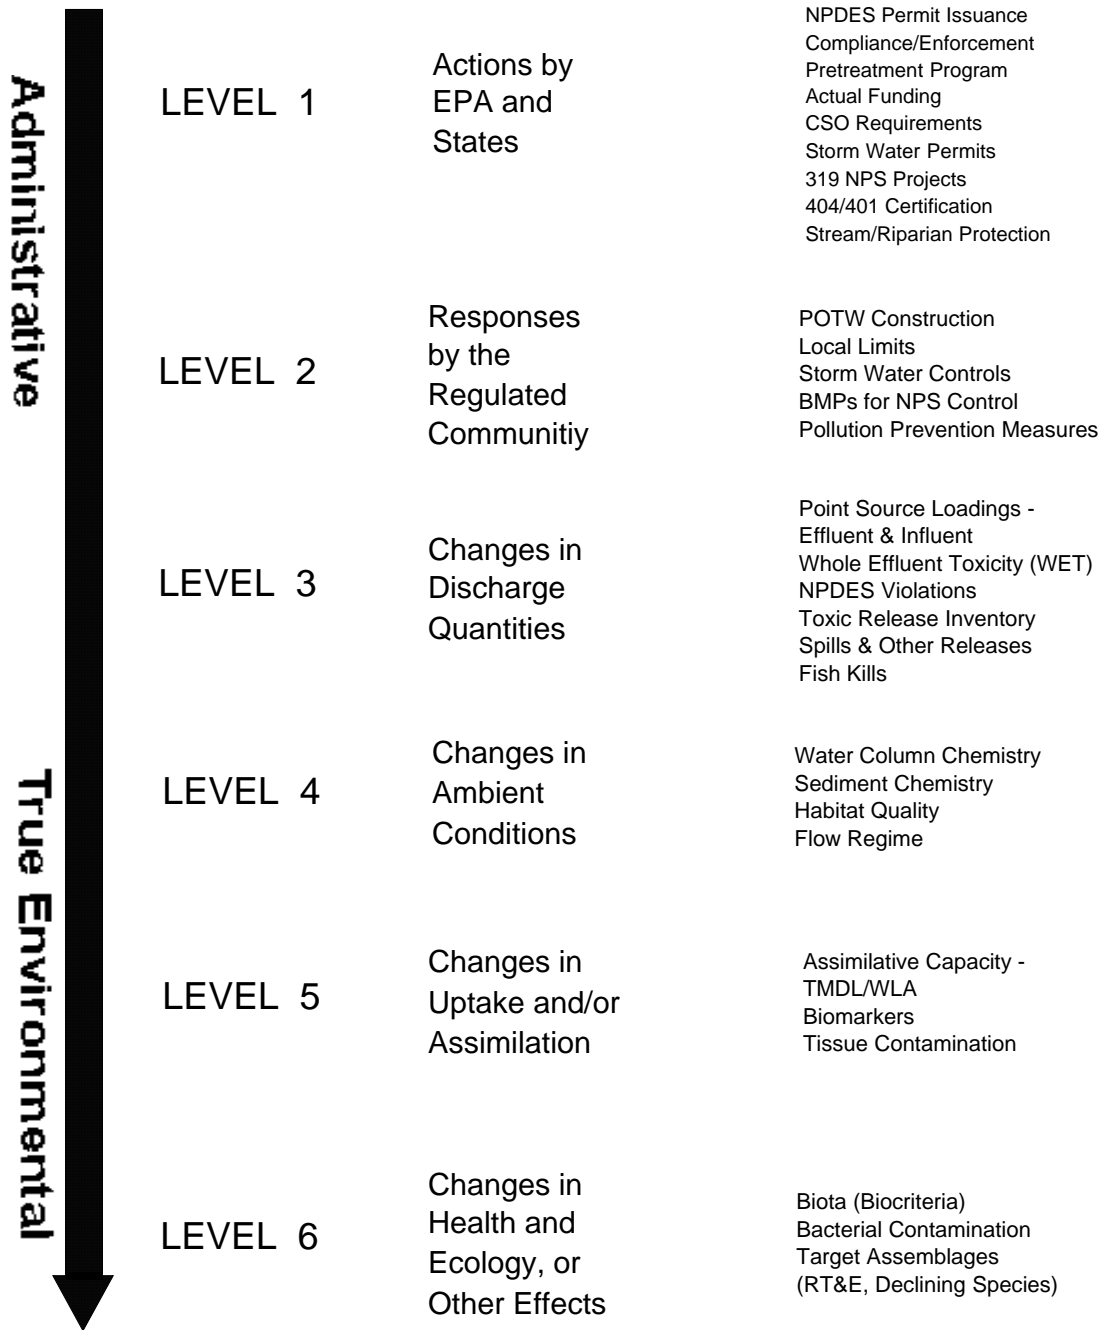 Administrative
LEVEL 1
Actions by
EPA and
States
NPDES Permit Issuance
Compliance/Enforcement
Pretreatment Program
Actual Funding
CSO Requirements
Storm Water Permits
319 NPS Projects
404/401 Certification
Stream/Riparian Protection
LEVEL 2
Responses
by the
Regulated
Communitiy
POTW Construction
Local Limits
Storm Water Controls
BMPs for NPS Control
Pollution Prevention Measures
LEVEL 3
Changes in
Discharge
Quantities
Point Source Loadings -
Effluent & Influent
Whole Effluent Toxicity (WET)
NPDES Violations
Toxic Release Inventory
Spills & Other Releases
Fish Kills
True Environmental
LEVEL 4
Changes in
Ambient
Conditions
Water Column Chemistry
Sediment Chemistry
Habitat Quality
Flow Regime
LEVEL 5
Changes in
Uptake and/or
Assimilation
Assimilative Capacity -
TMDL/WLA
Biomarkers
Tissue Contamination
LEVEL 6
Changes in
Health and
Ecology, or
Other Effects
Biota (Biocriteria)
Bacterial Contamination
Target Assemblages
(RT&E, Declining Species)